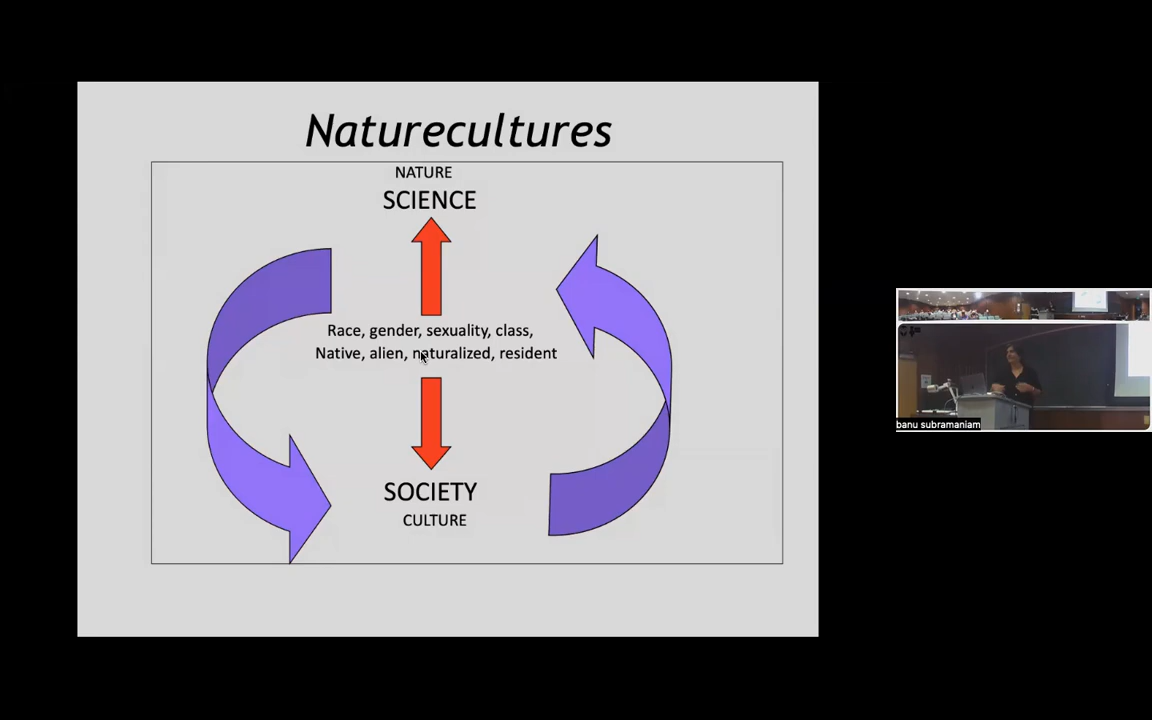 Naturecultures
NATURE
SCIENCE
Race, gender, sexuality, class,
Native, alien, naturalized, resident
SOCIETY
CULTURE
banu subramaniam